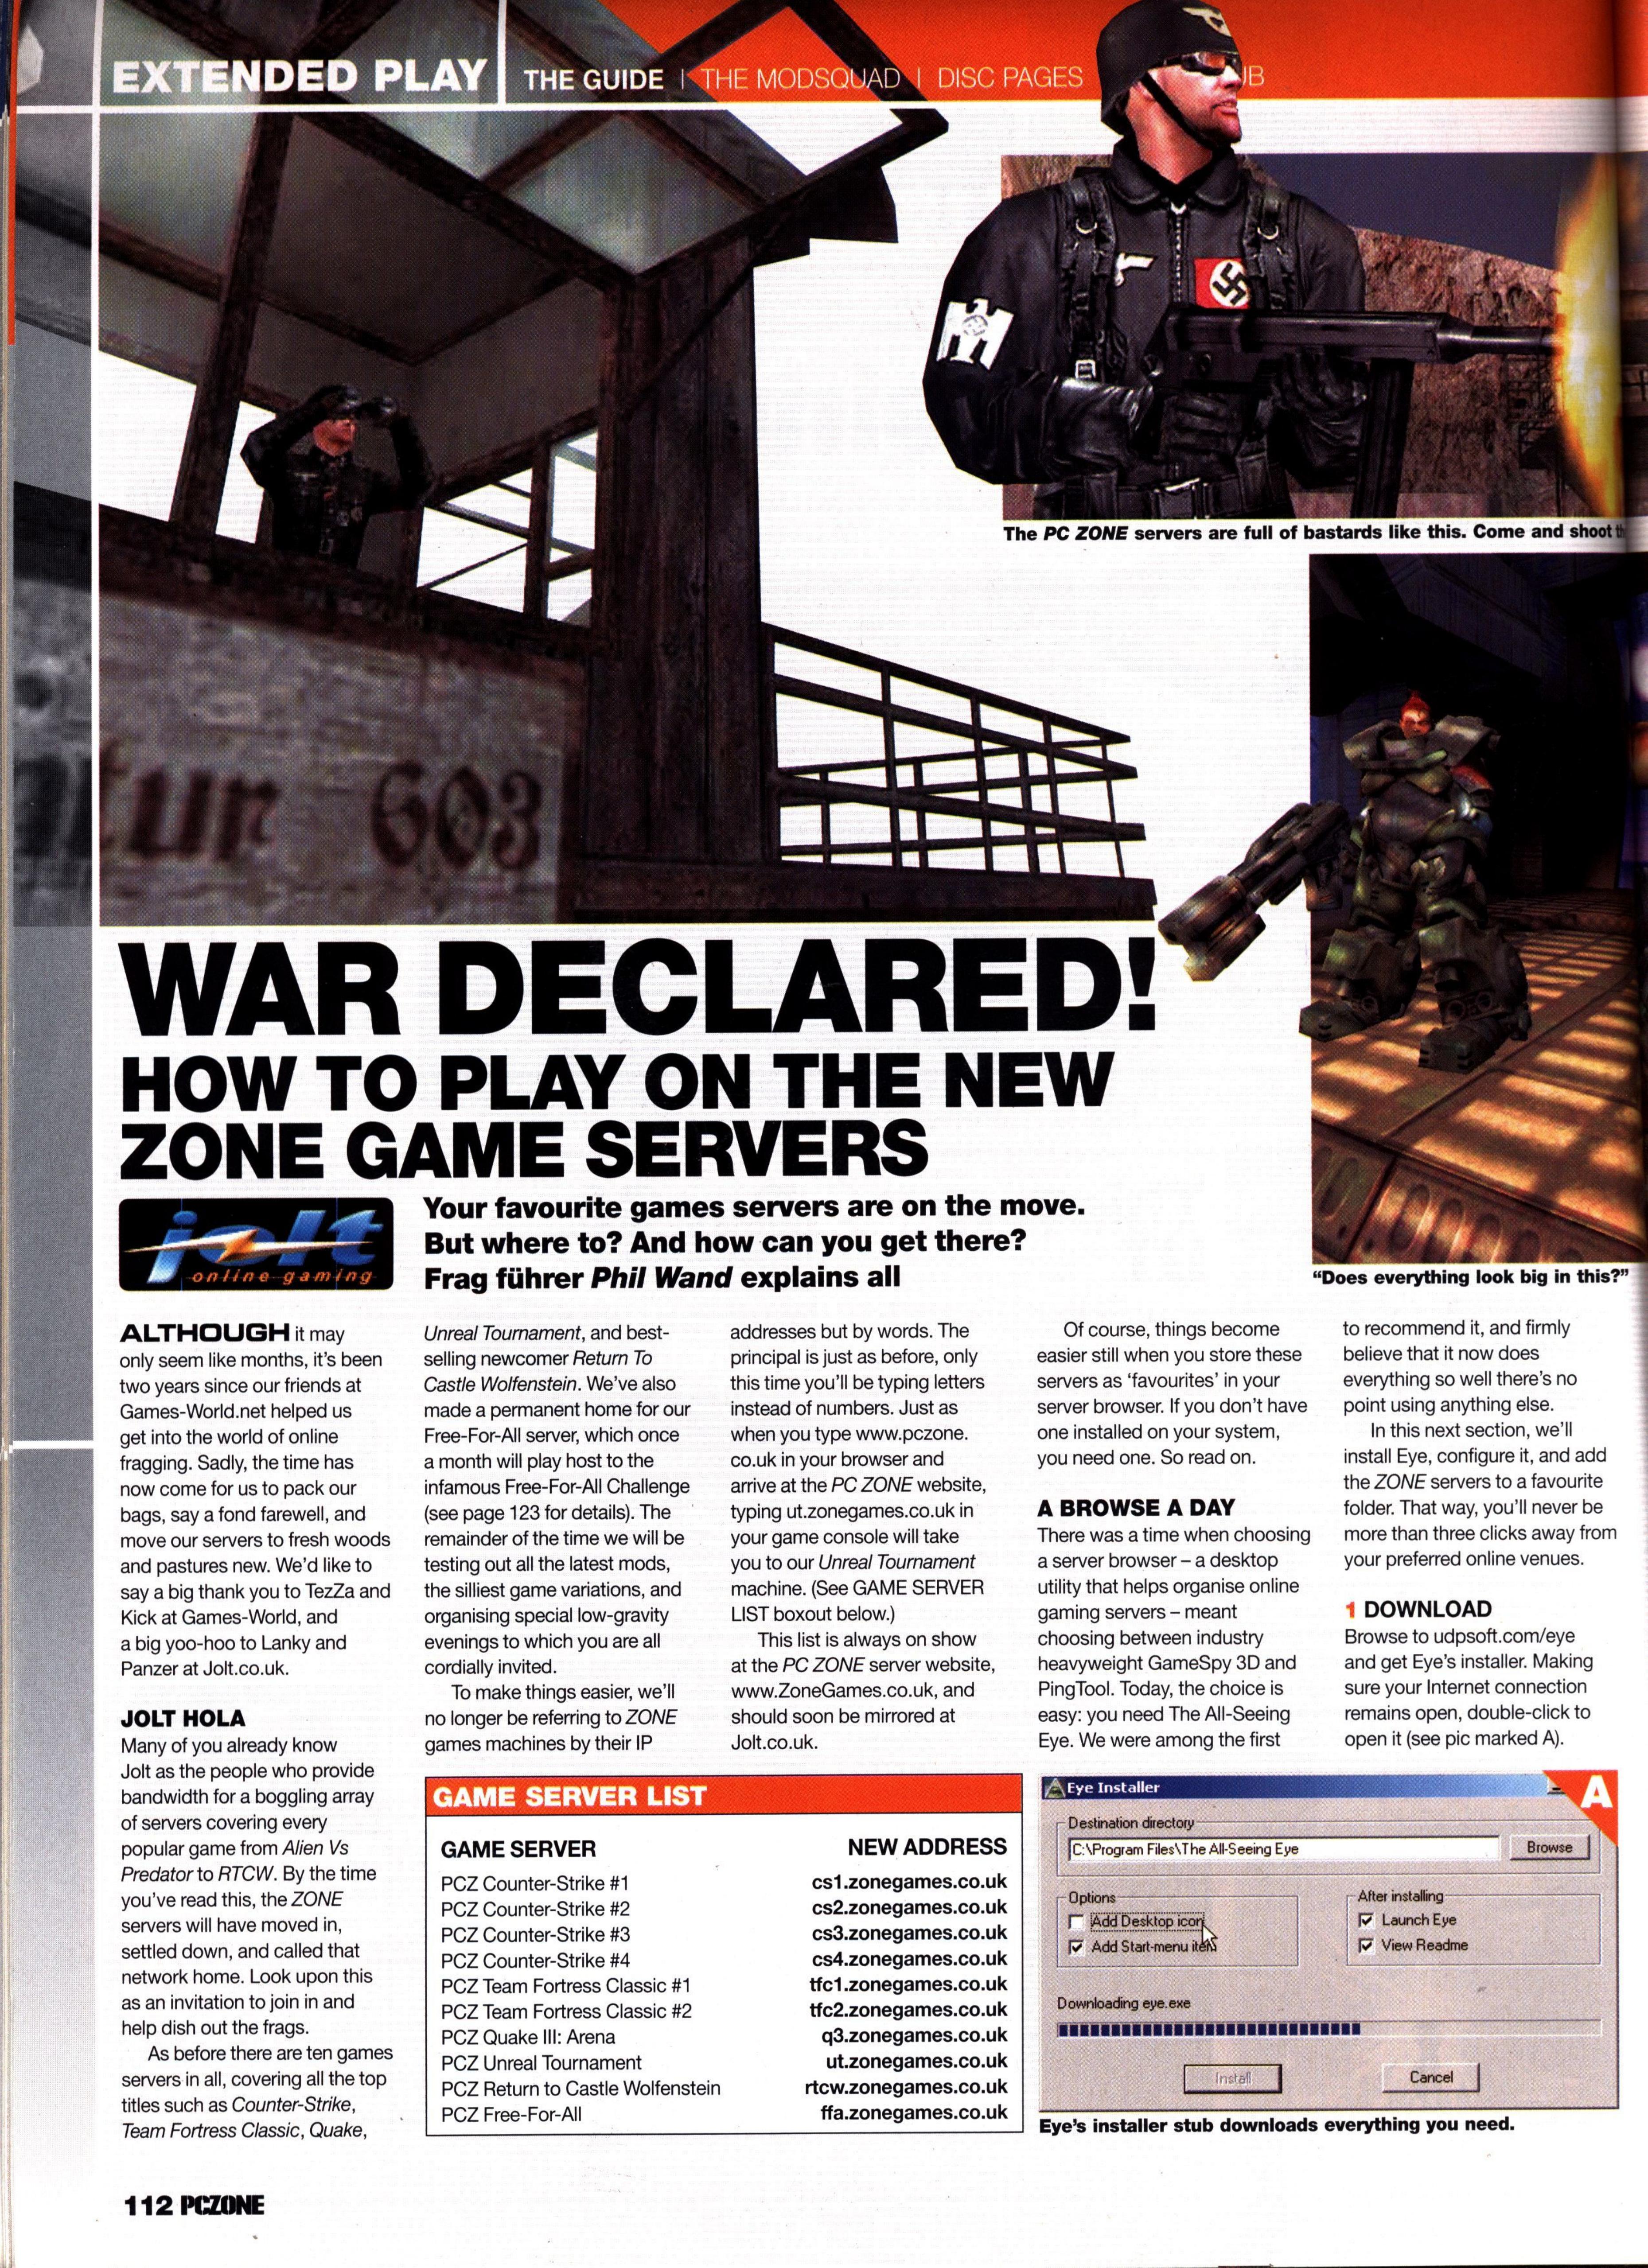 EXTENDED PLAY
THE GUIDE | THE MODSQUAD | DISC PAGES
The PC ZONE servers are full of bastards like this. Come and shoot
603
WAR DECLARED!
HOW TO PLAY ON THE NEW
ZONE GAME SERVERS
"Does everything look big in this?"
jolt
online gaming
Your favourite games servers are on the move.
But where to? And how can you get there?
Frag führer Phil Wand explains all
ALTHOUGH it may
only seem like months, it's been
two years since our friends at
Games-World.net helped us
get into the world of online
fragging. Sadly, the time has
now come for us to pack our
bags, say a fond farewell, and
move our servers to fresh woods
and pastures new. We'd like to
say a big thank you to TezZa and
Kick at Games-World, and
a big yoo-hoo to Lanky and
Panzer at Jolt.co.uk.
JOLT HOLA
Many of you already know
Jolt as the people who provide
bandwidth for a boggling array
of servers covering every
popular game from Alien Vs
Predator to RTCW. By the time
you've read this, the ZONE
servers will have moved in,
settled down, and called that
network home. Look upon this
as an invitation to join in and
help dish out the frags.
As before there are ten games
servers in all, covering all the top
titles such as Counter-Strike,
Team Fortress Classic, Quake,
Unreal Tournament, and best-
selling newcomer Return To
Castle Wolfenstein. We've also
made a permanent home for our
Free-For-All server, which once
a month will play host to the
infamous Free-For-All Challenge
(see page 123 for details). The
remainder of the time we will be
testing out all the latest mods,
the silliest game variations, and
organising special low-gravity
evenings to which you are all
cordially invited.
To make things easier, we'll
no longer be referring to ZONE
games machines by their IP
addresses but by words. The
principal is just as before, only
this time you'll be typing letters
instead of numbers. Just as
when you type www.pczone.
co.uk in your browser and
arrive at the PC ZONE website,
typing ut.zonegames.co.uk in
your game console will take
you to our Unreal Tournament
machine. (See GAME SERVER
LIST boxout below.)
This list is always on show
at the PC ZONE server website,
www.ZoneGames.co.uk, and
should soon be mirrored at
Jolt.co.uk.
Of course, things become
easier still when you store these
servers as 'favourites' in your
server browser. If you don't have
one installed on your system,
you need one. So read on.
A BROWSE A DAY
There was a time when choosing
a server browser – a desktop
utility that helps organise online
gaming servers – meant
choosing between industry
heavyweight GameSpy 3D and
PingTool. Today, the choice is
easy: you need The All-Seeing
Eye. We were among the first
to recommend it, and firmly
believe that it now does
everything so well there's no
point using anything else.
In this next section, we'll
install Eye, configure it, and add
the ZONE servers to a favourite
folder. That way, you'll never be
more than three clicks away from
your preferred online venues.
1 DOWNLOAD
Browse to udpsoft.com/eye
and get Eye's installer. Making
sure your Internet connection
remains open, double-click to
open it (see pic marked A).
GAME SERVER LIST
GAME SERVER NEW ADDRESS
PCZ Counter-Strike #1 cs1.zonegames.co.uk
PCZ Counter-Strike #2 cs2.zonegames.co.uk
PCZ Counter-Strike #3 cs3.zonegames.co.uk
PCZ Counter-Strike #4 cs4.zonegames.co.uk
PCZ Team Fortress Classic #1 tfc1.zonegames.co.uk
PCZ Team Fortress Classic #2 tfc2.zonegames.co.uk
PCZ Quake III: Arena q3.zonegames.co.uk
PCZ Unreal Tournament ut.zonegames.co.uk
PCZ Return to Castle Wolfenstein rtcw.zonegames.co.uk
PCZ Free-For-All ffa.zonegames.co.uk
Eye Installer
A
Destination directory
C:\Program Files\The All-Seeing Eye
Browse
Options
Add Desktop icon
Add Start-menu item
After installing
Launch Eye
View Readme
Downloading eye.exe
Install
Cancel
Eye's installer stub downloads everything you need.
112 PCZONE